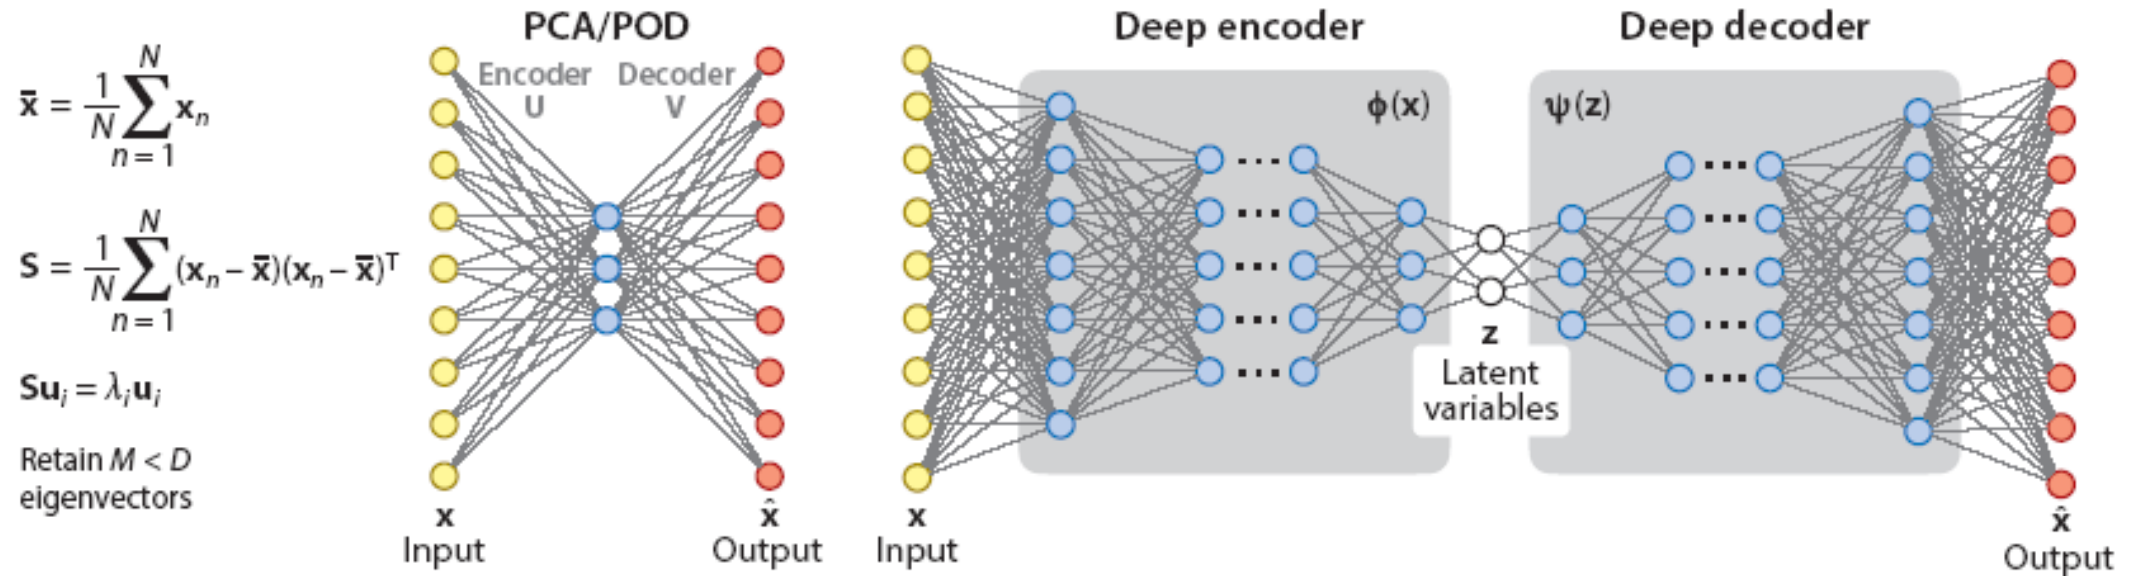 PCA/POD
Encoder Decoder
U V
x̄ = 1/N ∑_{n=1}^{N} x_n
S = 1/N ∑_{n=1}^{N} (x_n – x̄)(x_n – x̄)^T
Su_i = λ_i u_i
Retain M < D
eigenvectors
x
Input
x̂
Output
Deep encoder
Deep decoder
ϕ(x)
ψ(z)
z
Latent
variables
x
Input
x̂
Output